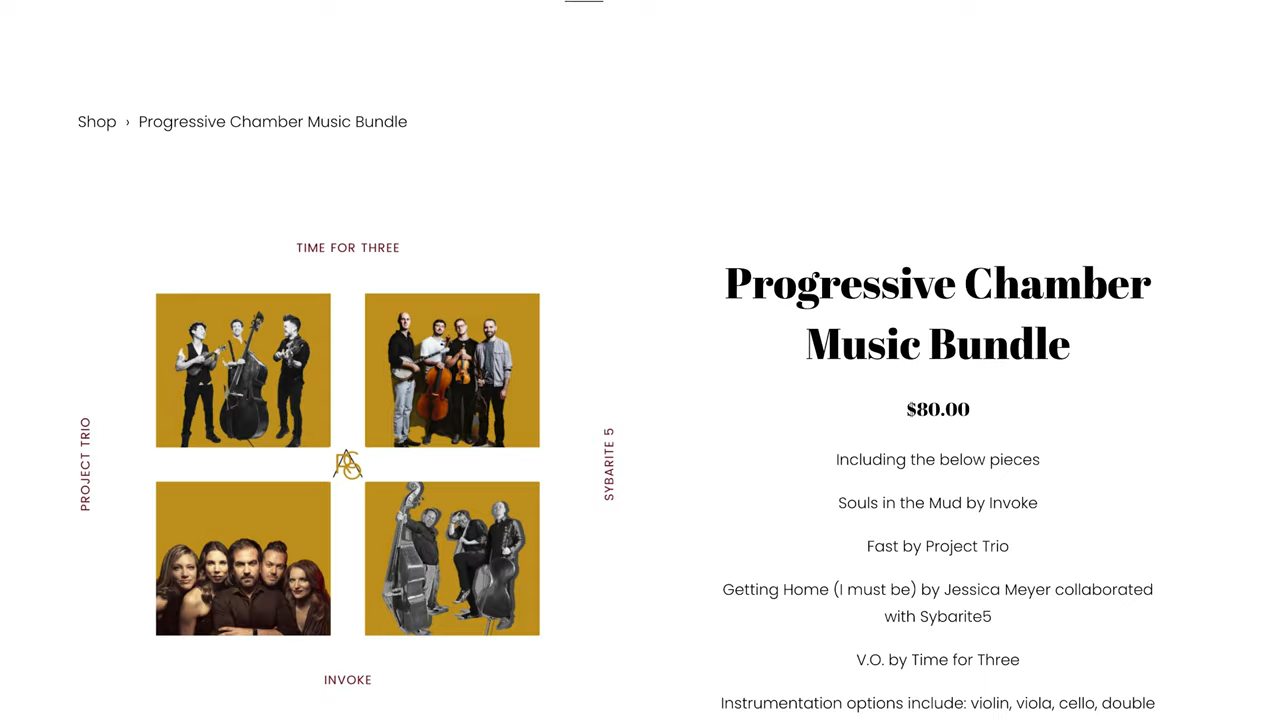 Shop › Progressive Chamber Music Bundle
TIME FOR THREE
PROJECT TRIO
SYBARITE 5
INVOKE
Progressive Chamber
Music Bundle
$80.00
Including the below pieces
Souls in the Mud by Invoke
Fast by Project Trio
Getting Home (I must be) by Jessica Meyer collaborated
with Sybarite5
V.O. by Time for Three
Instrumentation options include: violin, viola, cello, double